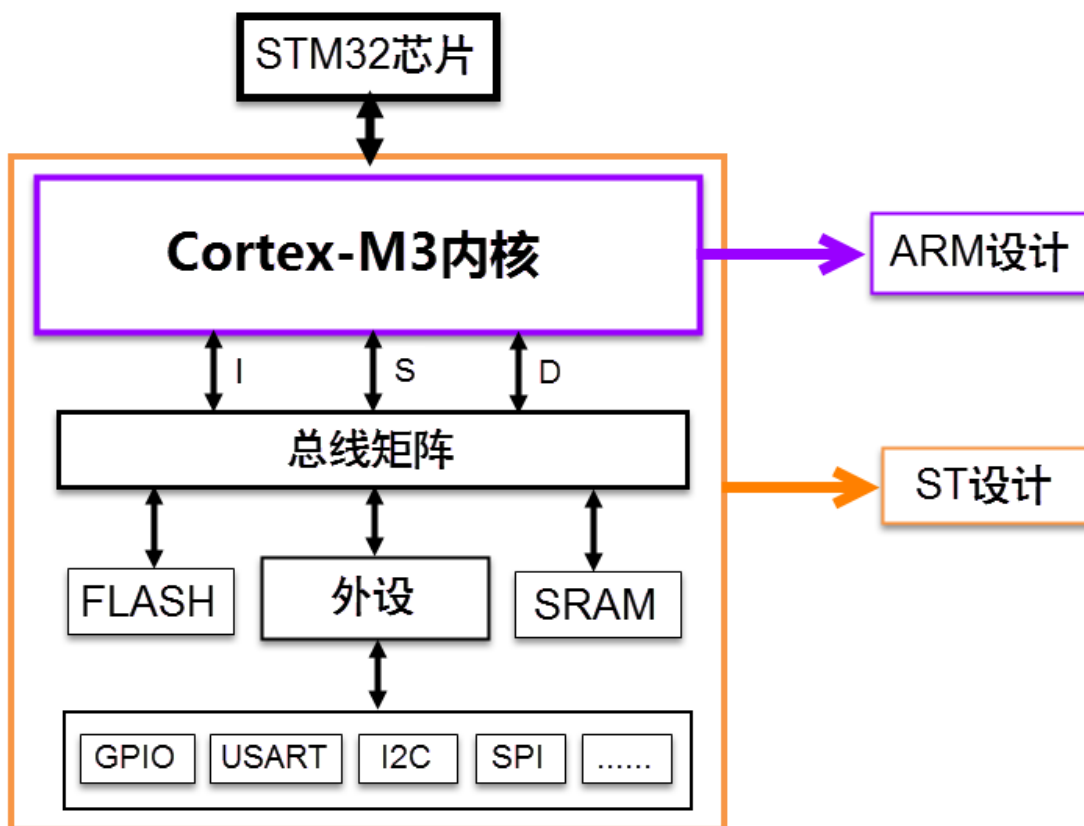 STM32芯片
Cortex-M3内核
ARM设计
I
S
D
总线矩阵
ST设计
FLASH
外设
SRAM
GPIO
USART
I2C
SPI
......